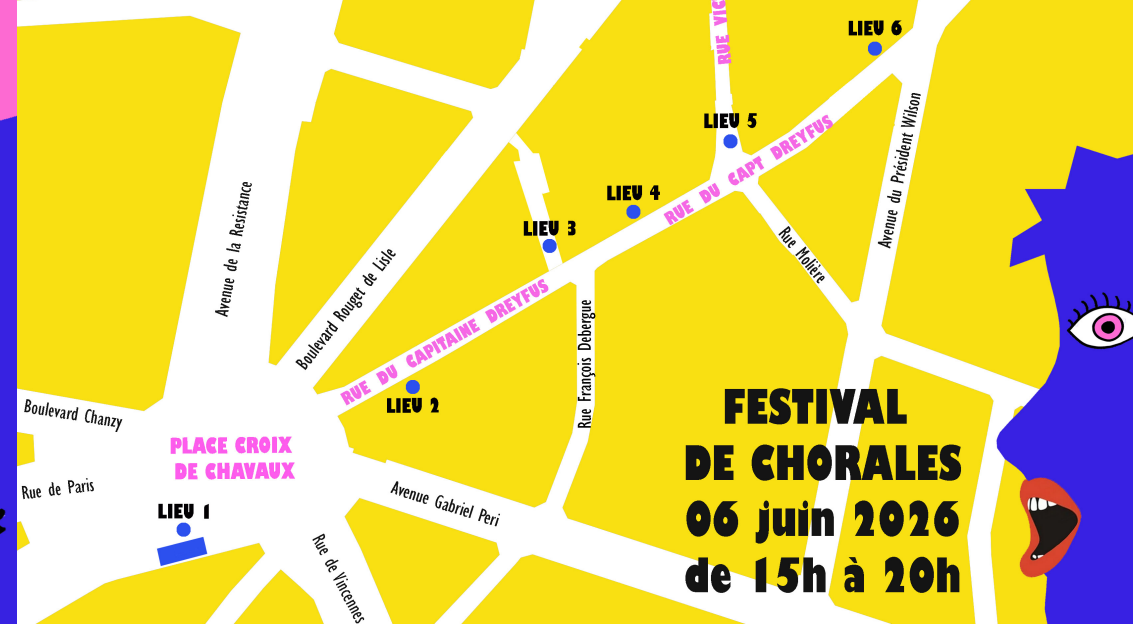 LIEU 6
RUE VIC
LIEU 5
RUE DU CAPT DREYFUS
Avenue du Président Wilson
LIEU 4
LIEU 3
Avenue de la Resistance
Boulevard Rouget de Lisle
Rue Molière
RUE DU CAPITAINE DREYFUS
Rue François Debergue
LIEU 2
Boulevard Chanzy
PLACE CROIX
DE CHAVAUX
Rue de Paris
LIEU 1
Avenue Gabriel Peri
Rue de Vincennes
FESTIVAL
DE CHORALES
06 juin 2026
de 15h à 20h